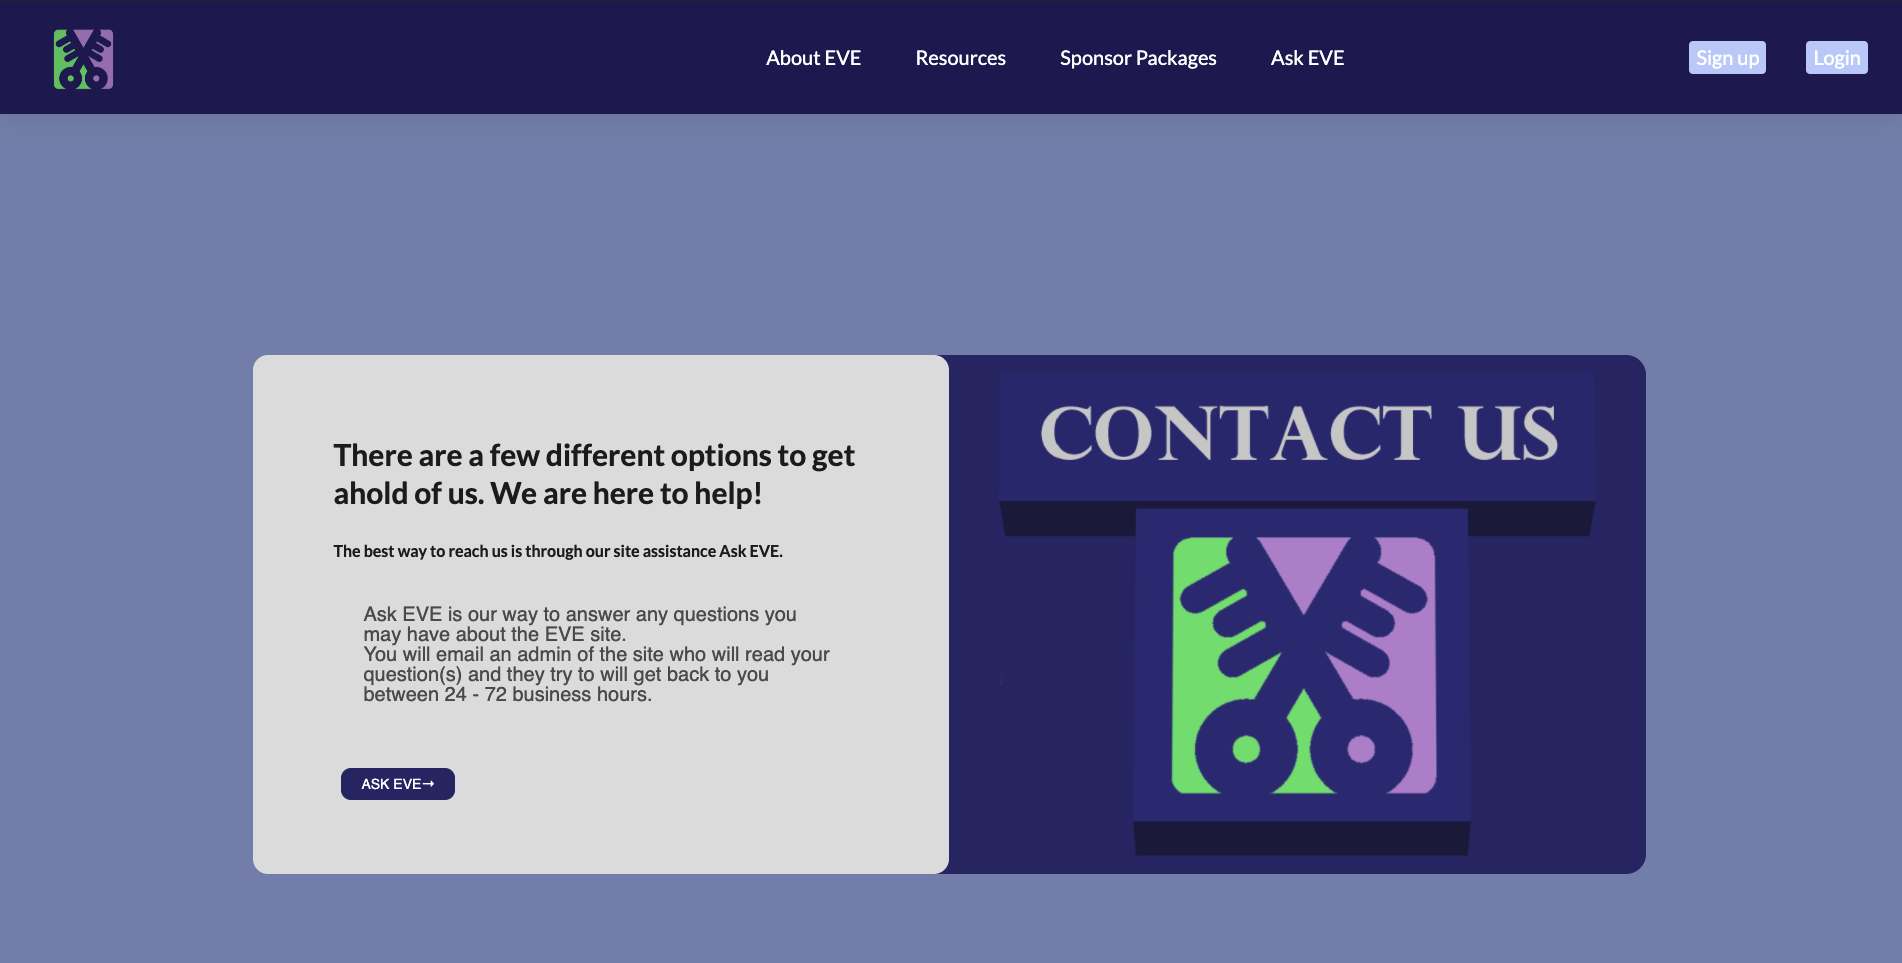 About EVE
Resources
Sponsor Packages
Ask EVE
Sign up
Login
There are a few different options to get
ahold of us. We are here to help!
The best way to reach us is through our site assistance Ask EVE.
Ask EVE is our way to answer any questions you
may have about the EVE site.
You will email an admin of the site who will read your
question(s) and they try to will get back to you
between 24 - 72 business hours.
ASK EVE→
CONTACT US